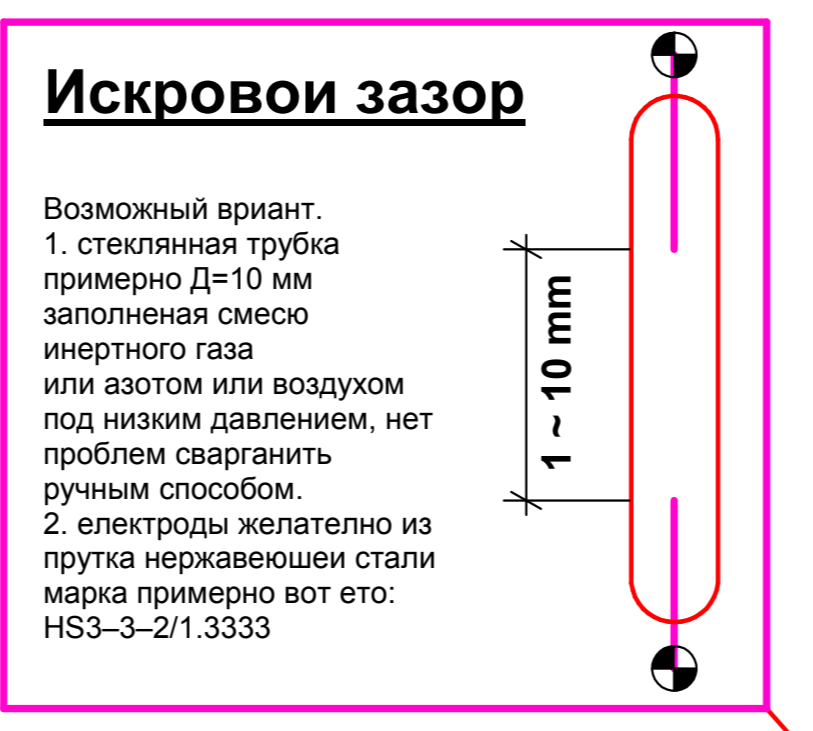 Искровои зазор
Возможный вриант.
1. стеклянная трубка
примерно Д=10 мм
заполненая смесю
инертного газа
или азотом или воздухом
под низким давлением, нет
проблем сварганить
ручным способом.
2. електроды желателно из
прутка нержавеюшеи стали
марка примерно вот ето:
HS3–3–2/1.3333
1 ~ 10 mm